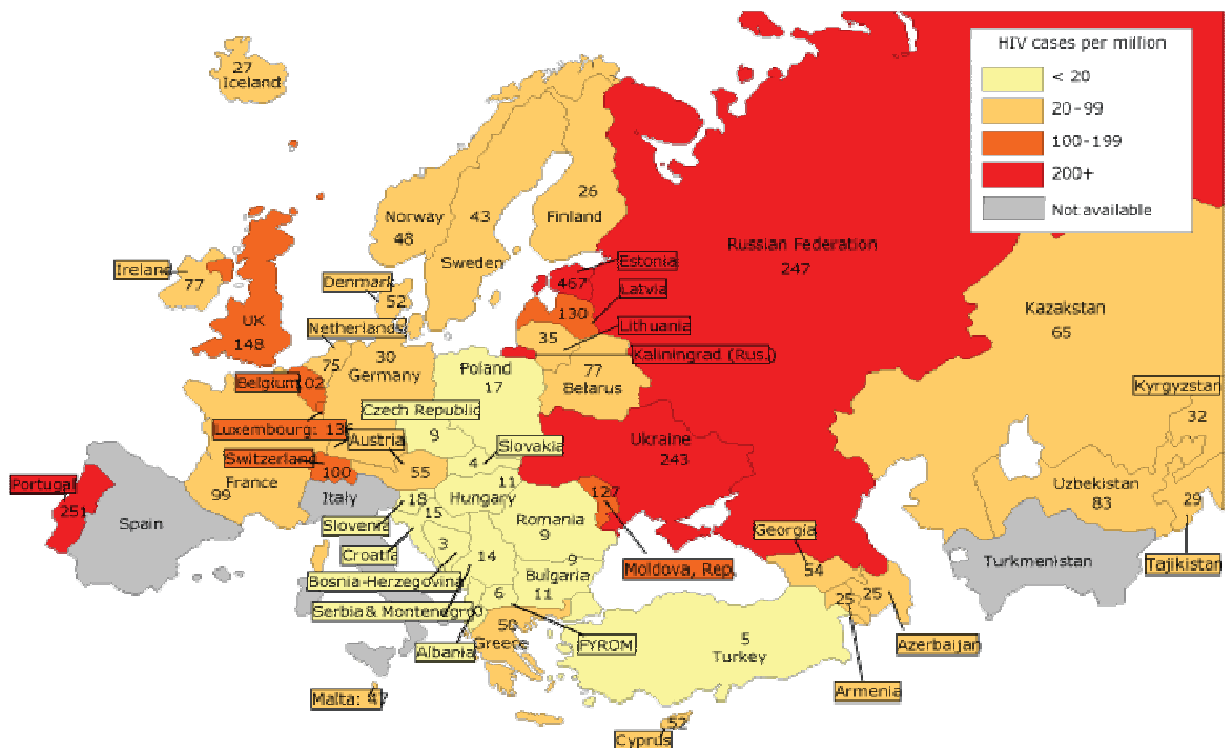 HIV cases per million
< 20
20-99
100-199
200+
Not available
27
Iceland
Norway
48
43
Sweden
26
Finland
Russian Federation
247
Estonia
467
Latvia
130
Lithuania
35
Kaliningrad (Rus.)
Ireland
77
Denmark
52
UK
148
Netherlands
75
30
Germany
Poland
17
77
Belarus
Kazakstan
65
Kyrgyzstan
32
Belgium
02
Luxembourg:
Czech Republic
9
Austria
55
Slovakia
4
Ukraine
243
Switzerland
100
France
99
Portugal
251
Spain
Italy
11
Hungary
127
Moldova, Rep.
Romania
9
18
Slovenia
15
Croatia
3
Bosnia-Herzegovina
14
Serbia & Montenegro
9
Bulgaria
11
6
FYROM
Albania
50
Greece
5
Turkey
Georgia
54
25
Armenia
25
Azerbaijan
Uzbekistan
83
29
Tajikistan
Turkmenistan
Malta:
52
Cyprus